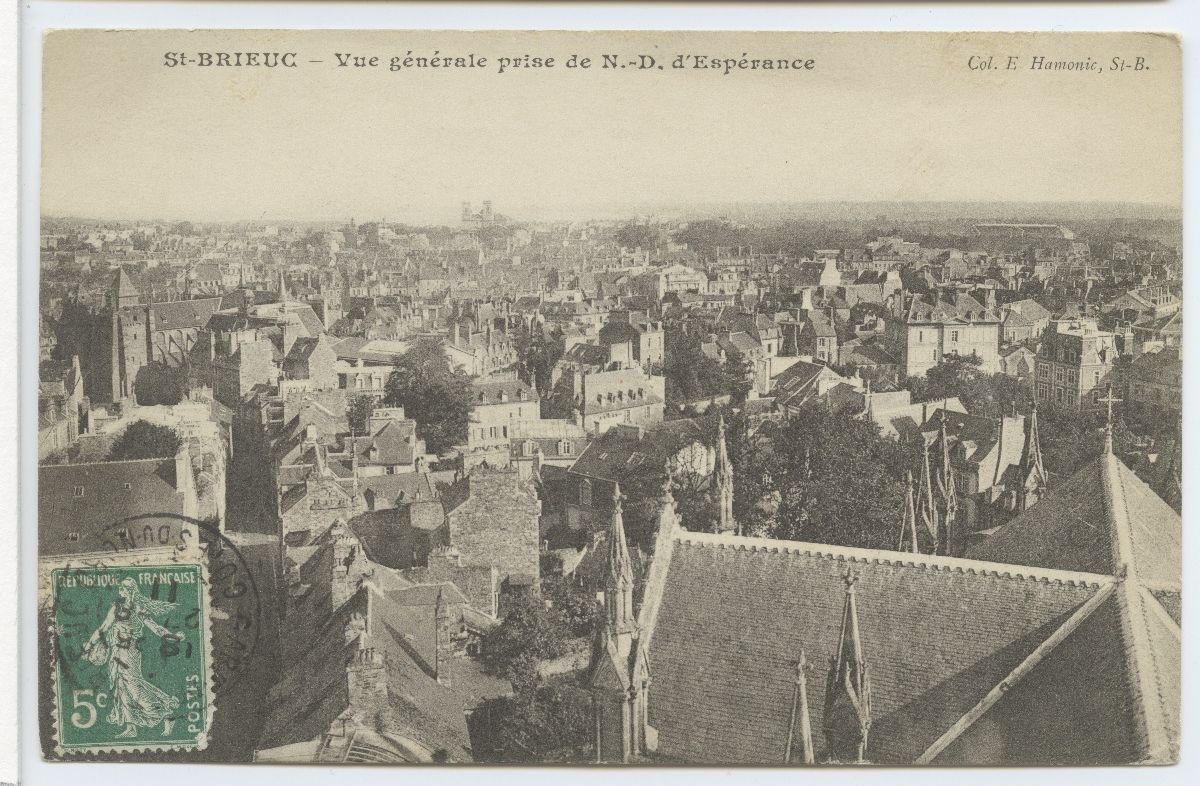 St-BRIEUC – Vue générale prise de N.-D. d'Espérance
Col. E Hamonic, St-B.
RÉPUBLIQUE FRANÇAISE
5c
POSTES